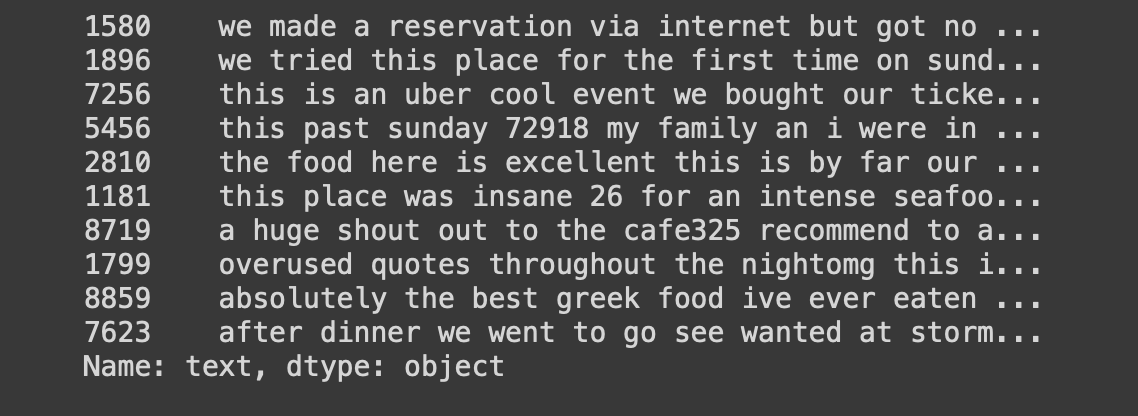 1580    we made a reservation via internet but got no ...
1896    we tried this place for the first time on sund...
7256    this is an uber cool event we bought our ticke...
5456    this past sunday 72918 my family an i were in ...
2810    the food here is excellent this is by far our ...
1181    this place was insane 26 for an intense seafoo...
8719    a huge shout out to the cafe325 recommend to a...
1799    overused quotes throughout the nightomg this i...
8859    absolutely the best greek food ive ever eaten ...
7623    after dinner we went to go see wanted at storm...
Name: text, dtype: object